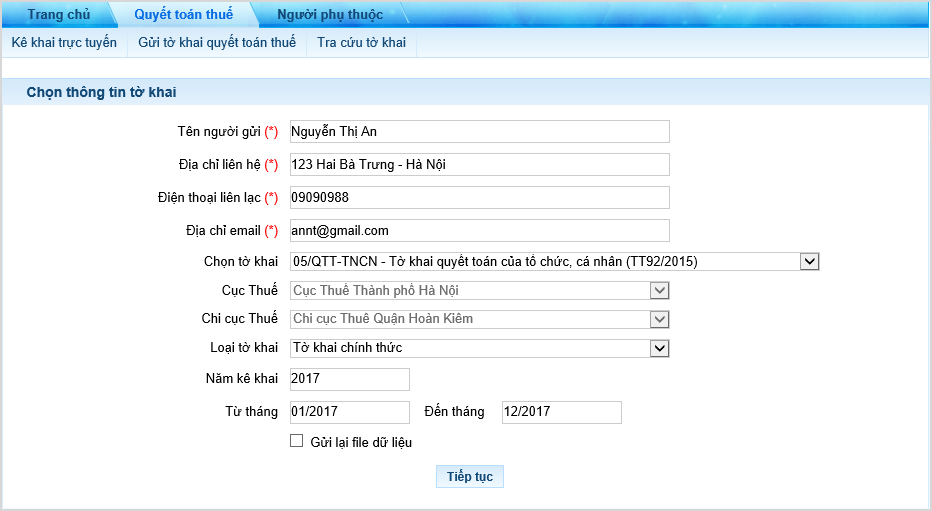 Trang chủ Quyết toán thuế Người phụ thuộc
Kê khai trực tuyến Gửi tờ khai quyết toán thuế Tra cứu tờ khai
Chọn thông tin tờ khai
Tên người gửi (*) Nguyễn Thị An
Địa chỉ liên hệ (*) 123 Hai Bà Trưng - Hà Nội
Điện thoại liên lạc (*) 09090988
Địa chỉ email (*) annt@gmail.com
Chọn tờ khai 05/QTT-TNCN - Tờ khai quyết toán của tổ chức, cá nhân (TT92/2015)
Cục Thuế Cục Thuế Thành phố Hà Nội
Chi cục Thuế Chi cục Thuế Quận Hoàn Kiếm
Loại tờ khai Tờ khai chính thức
Năm kê khai 2017
Từ tháng 01/2017 Đến tháng 12/2017
Gửi lại file dữ liệu
Tiếp tục